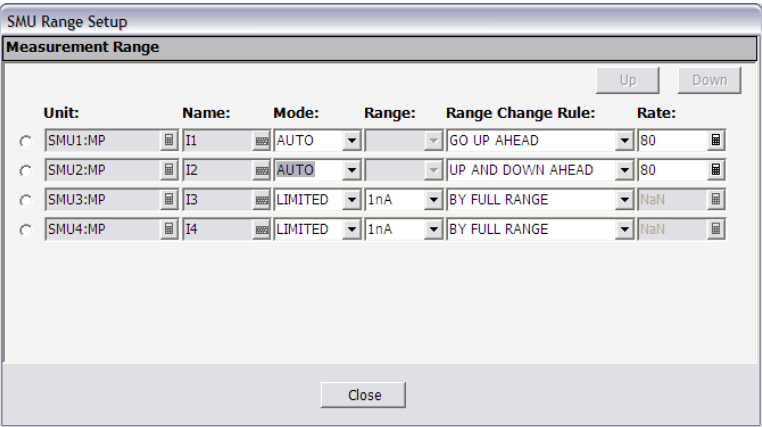 SMU Range Setup
Measurement Range
Up Down
Unit: Name: Mode: Range: Range Change Rule: Rate:
SMU1:MP I1 AUTO GO UP AHEAD 80
SMU2:MP I2 AUTO UP AND DOWN AHEAD 80
SMU3:MP I3 LIMITED 1nA BY FULL RANGE NaN
SMU4:MP I4 LIMITED 1nA BY FULL RANGE NaN
Close